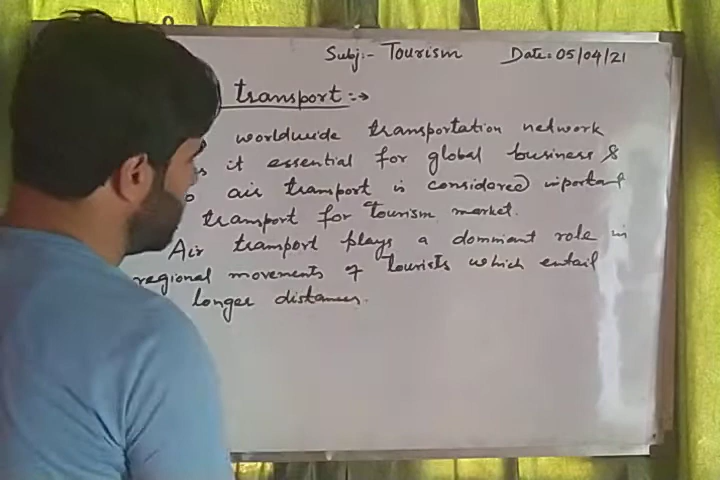 Subj:- Tourism Date: 05/04/21
transport :→
worldwide transportation network
it essential for global business &
air transport is considered important
transport for tourism market.
Air transport plays a dominant role in
regional movements of tourists which entail
longer distances.